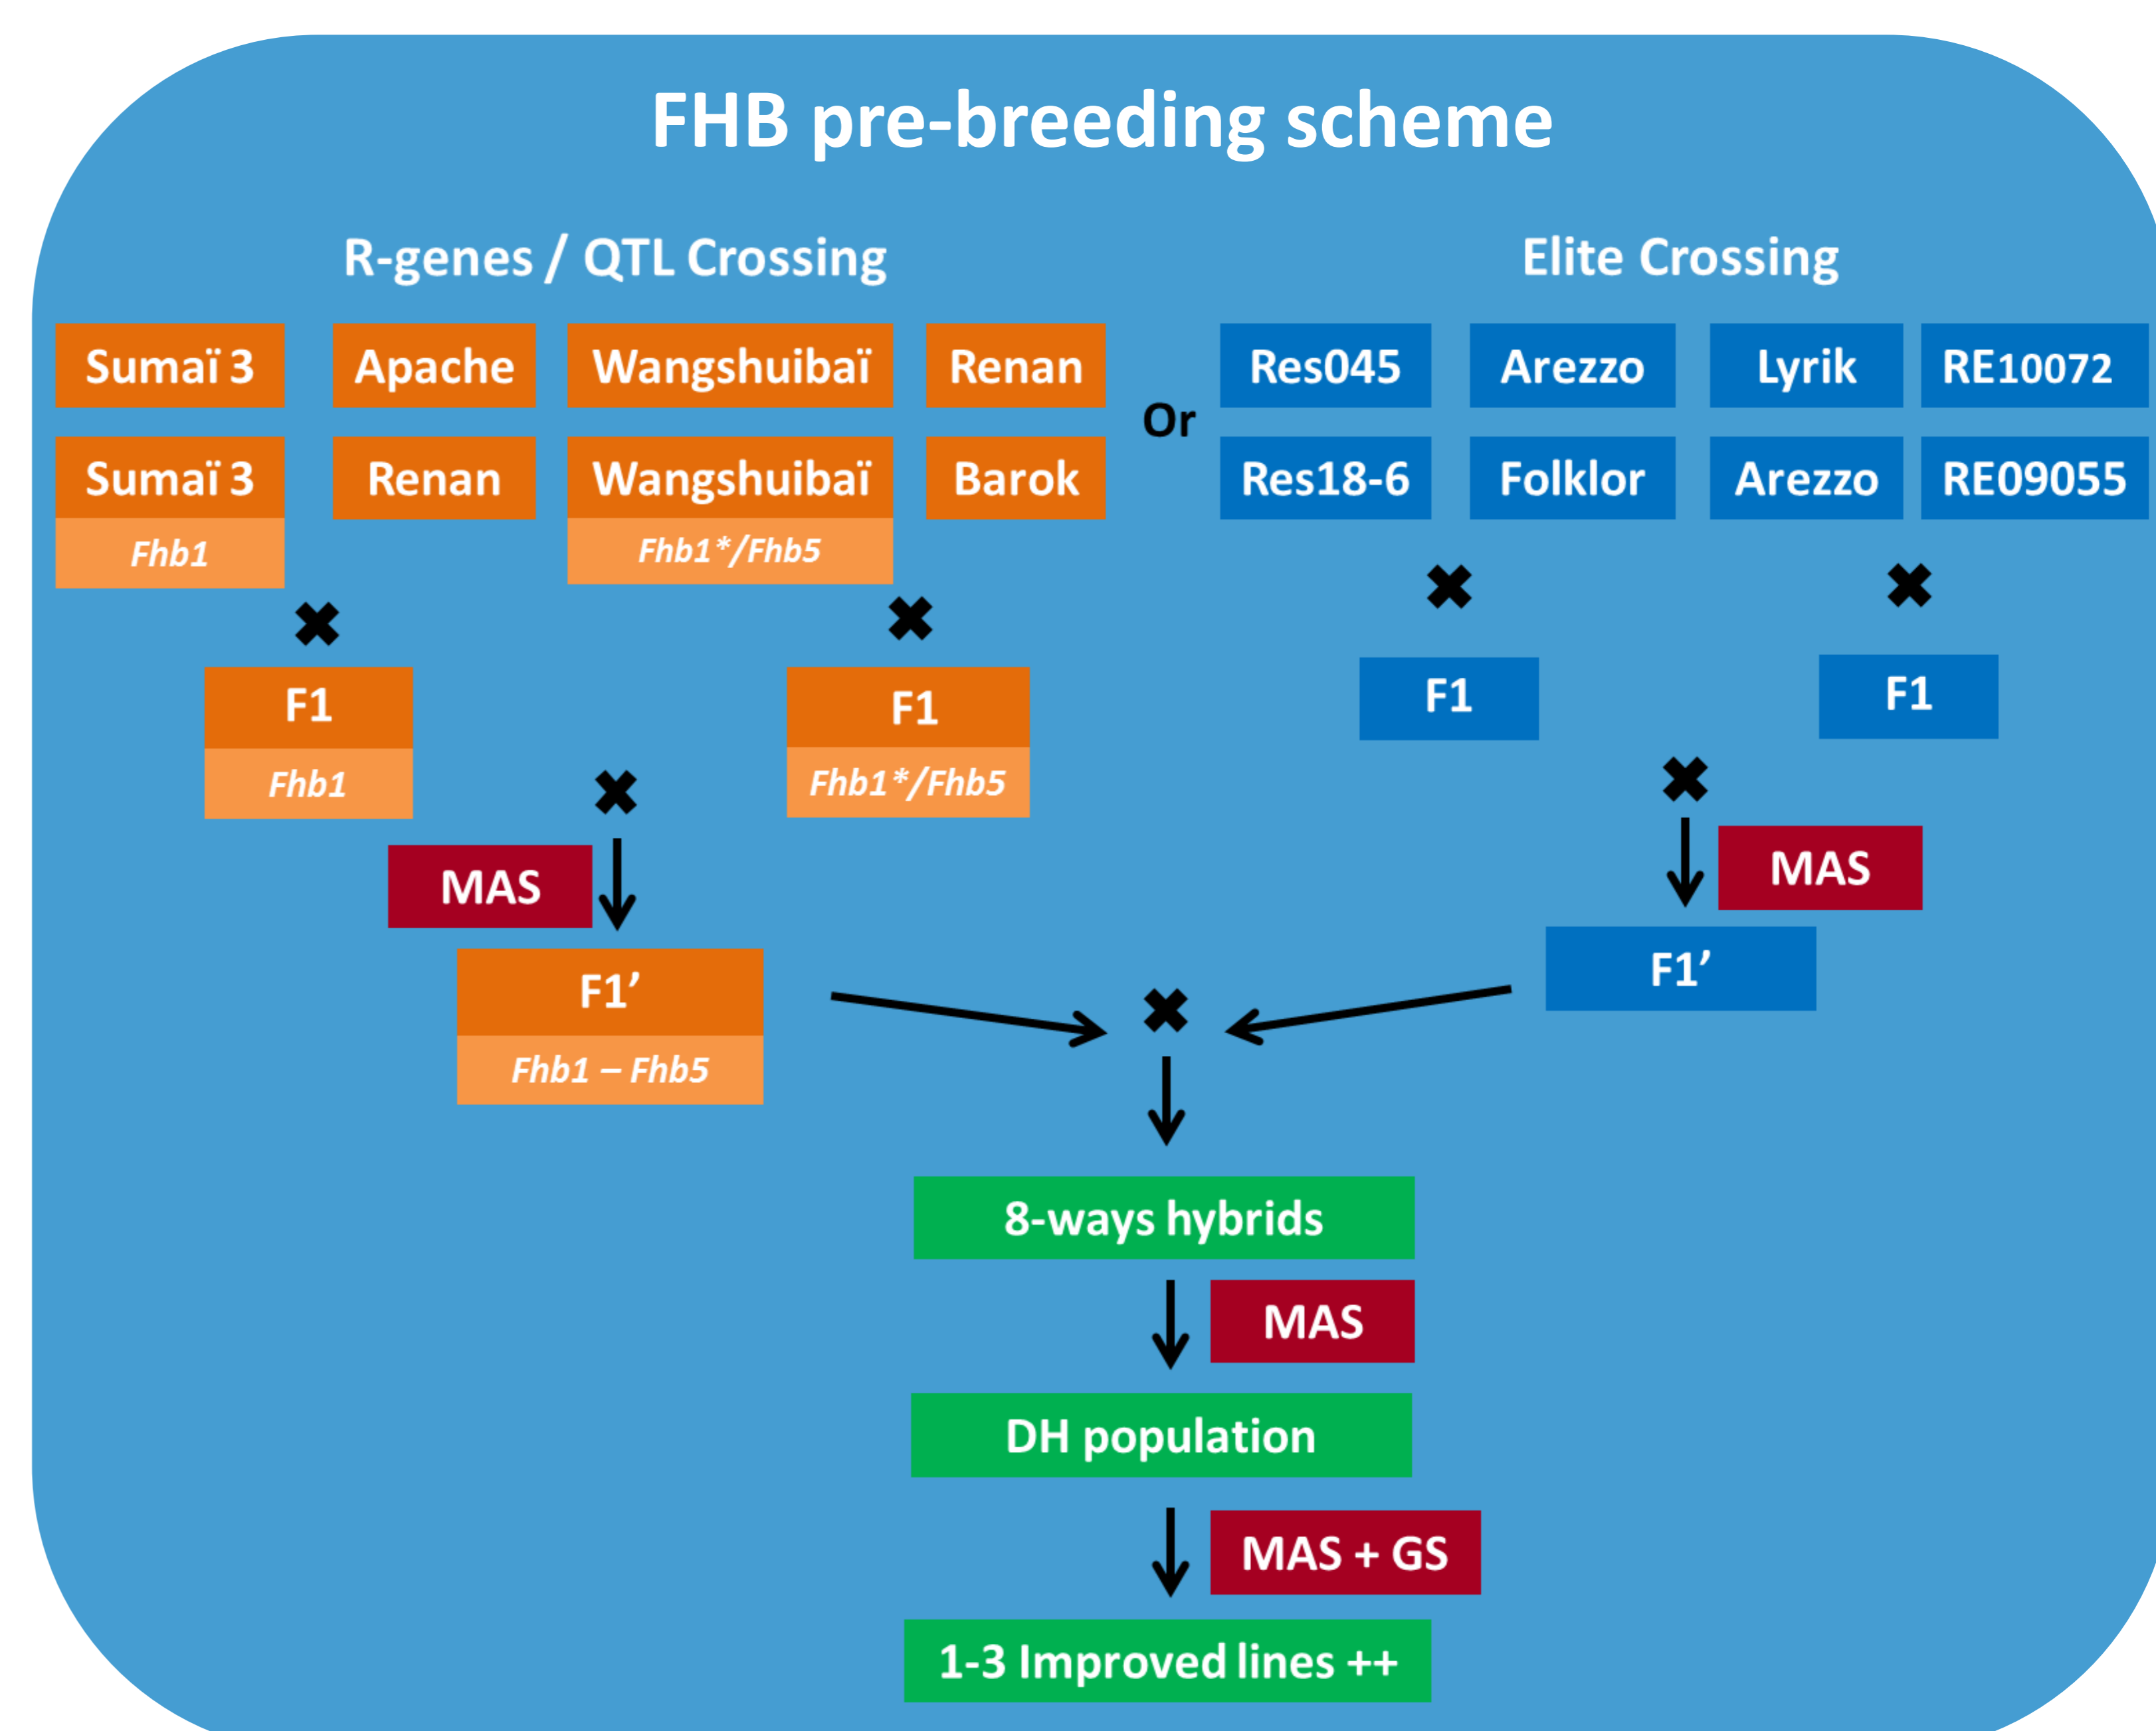 FHB pre-breeding scheme
R-genes / QTL Crossing
Elite Crossing
Sumaï 3
Apache
Wangshuibaï
Renan
Or
Res045
Arezzo
Lyrik
RE10072
Sumaï 3
Renan
Wangshuibaï
Barok
Res18-6
Folklor
Arezzo
RE09055
Fhb1
Fhb1*/Fhb5
F1
F1
F1
F1
Fhb1
Fhb1*/Fhb5
MAS
MAS
F1’
F1’
Fhb1 – Fhb5
8-ways hybrids
MAS
DH population
MAS + GS
1-3 Improved lines ++